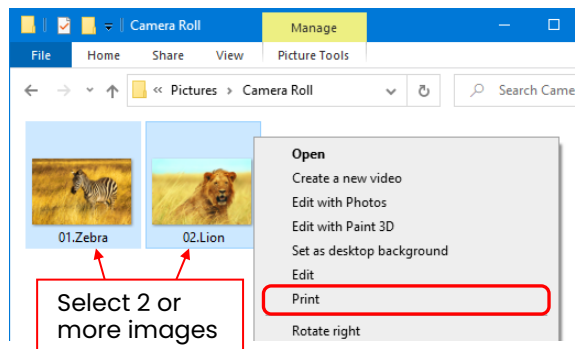 Camera Roll
Manage
File
Home
Share
View
Picture Tools
« Pictures › Camera Roll
Search Came
01.Zebra
02.Lion
Open
Create a new video
Edit with Photos
Edit with Paint 3D
Set as desktop background
Edit
Print
Rotate right
Select 2 or
more images